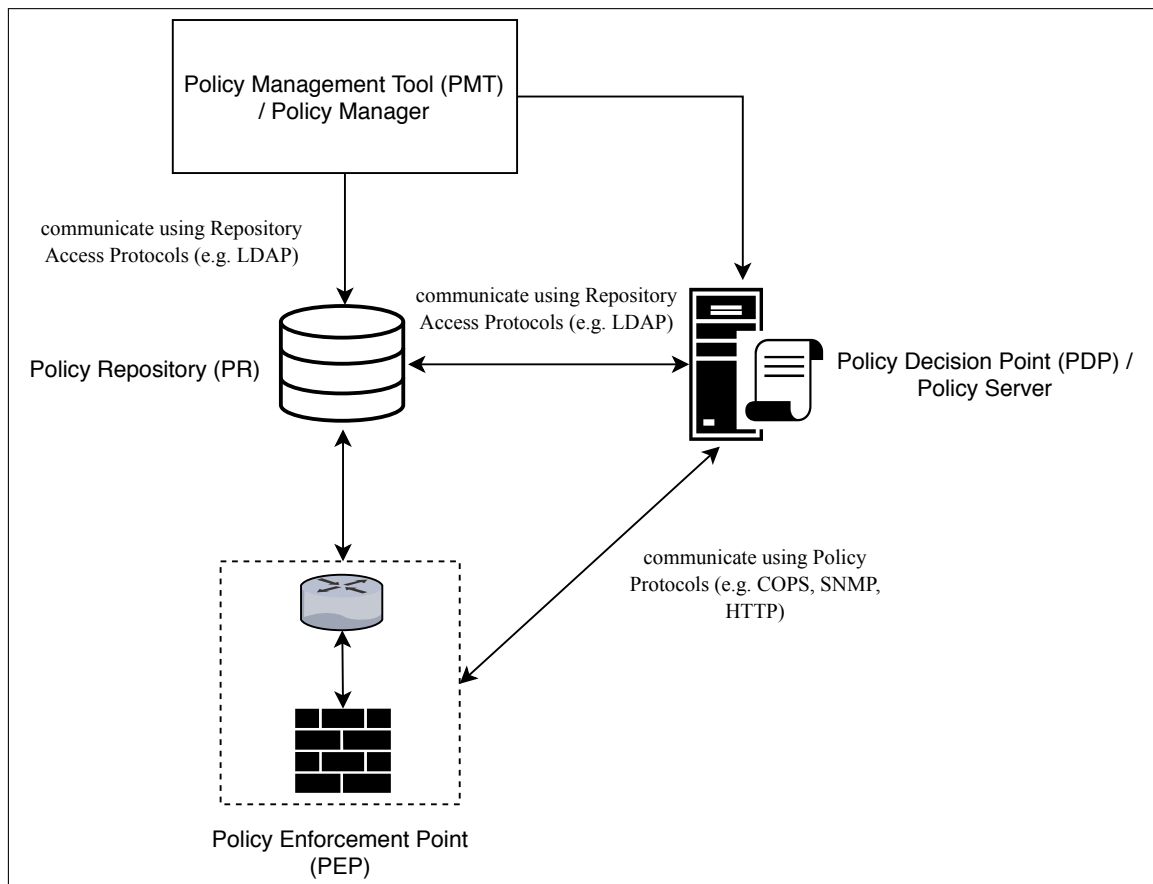 Policy Management Tool (PMT)
/ Policy Manager
communicate using Repository
Access Protocols (e.g. LDAP)
communicate using Repository
Access Protocols (e.g. LDAP)
Policy Repository (PR)
Policy Decision Point (PDP) /
Policy Server
communicate using Policy
Protocols (e.g. COPS, SNMP,
HTTP)
Policy Enforcement Point
(PEP)